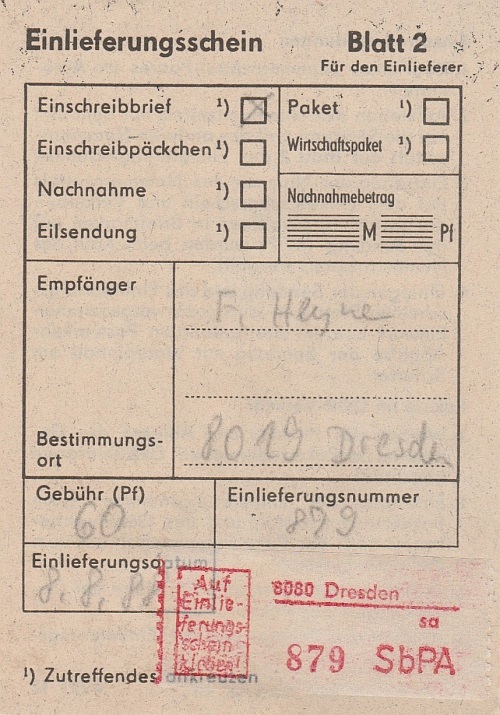 Einlieferungsschein Blatt 2
Für den Einlieferer
Einschreibbrief ¹) X
Einschreibpäckchen ¹)
Nachnahme ¹)
Eilsendung ¹)
Paket ¹)
Wirtschaftspaket ¹)
Nachnahmebetrag
M Pf
Empfänger
F. Heyne
Bestimmungs-
ort
8019 Dresden
Gebühr (Pf)
60
Einlieferungsnummer
879
Einlieferungsdatum
8.8.88
Auf
Einlie-
ferungs-
schein
kleben!
8080 Dresden
sa
879 SbPA
¹) Zutreffendes ankreuzen